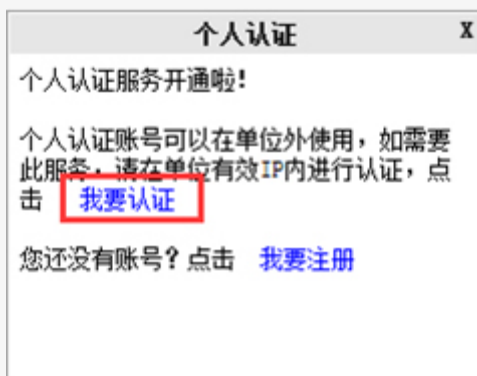 个人认证 X
个人认证服务开通啦！
个人认证账号可以在单位外使用，如需要
此服务，请在单位有效IP内进行认证，点
击 我要认证
您还没有账号？点击 我要注册